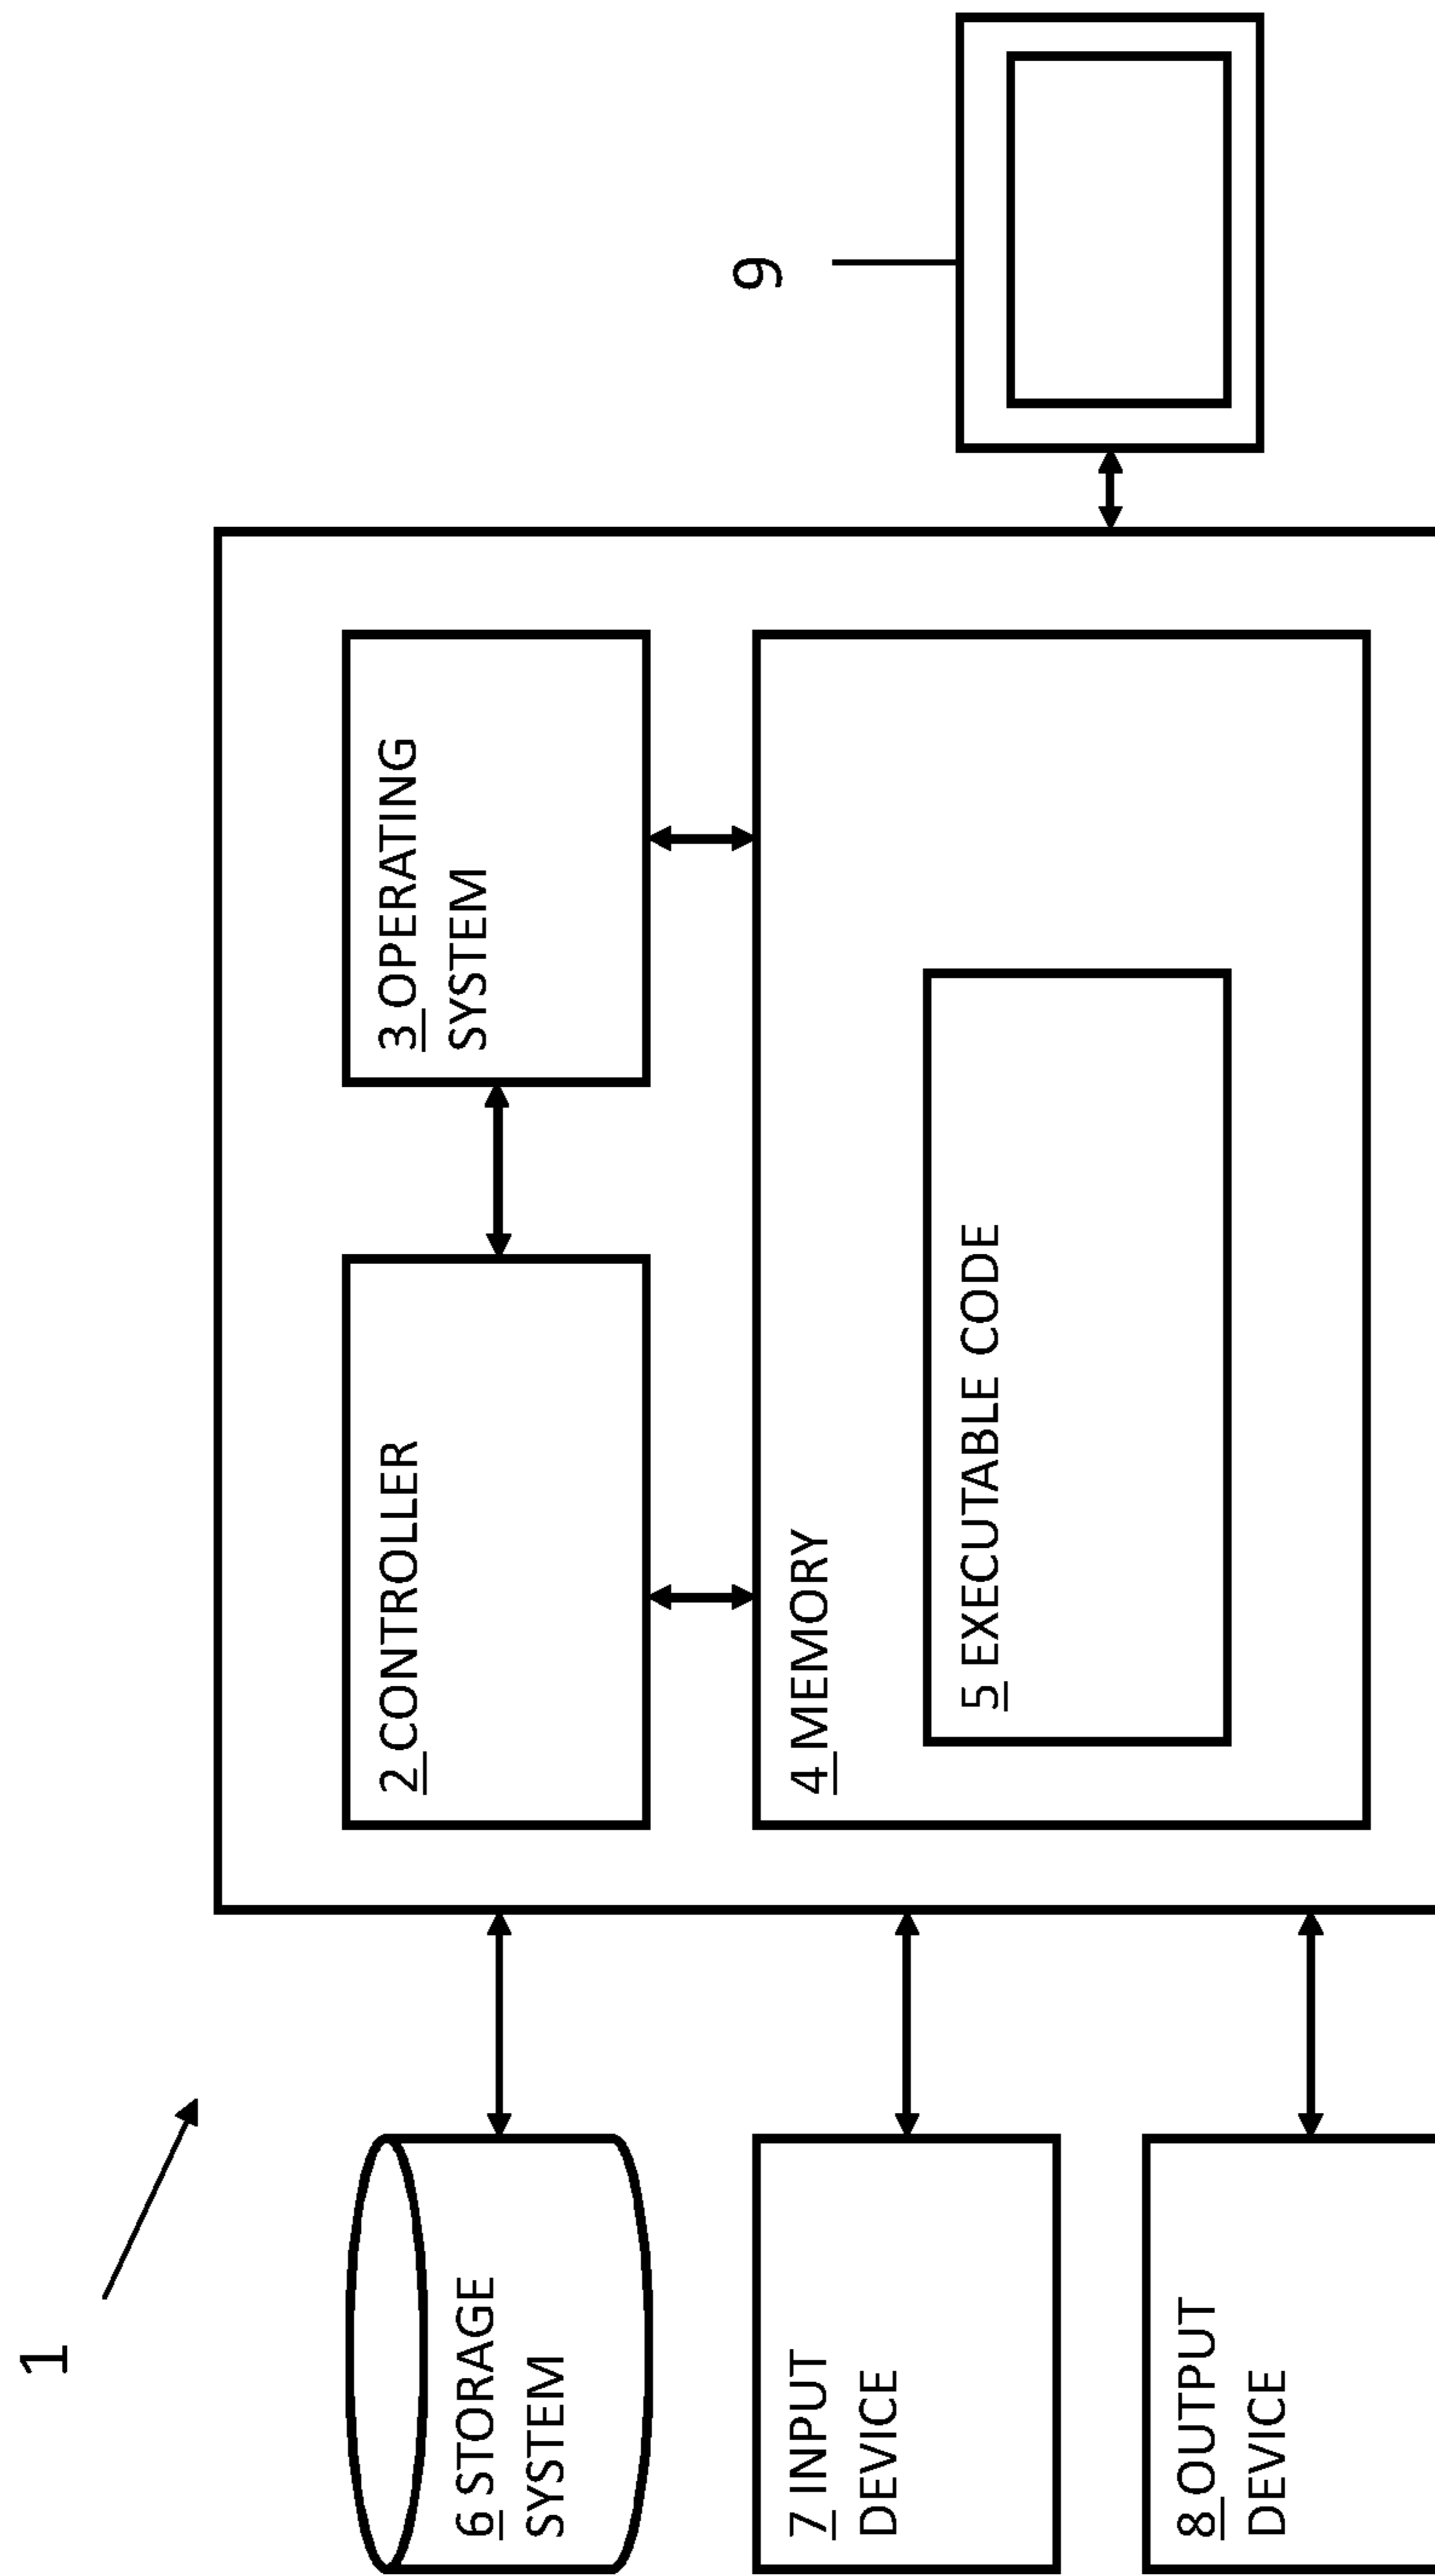 1
6 STORAGE
SYSTEM
2 CONTROLLER
3 OPERATING
SYSTEM
7 INPUT
DEVICE
4 MEMORY
5 EXECUTABLE CODE
9
8 OUTPUT
DEVICE